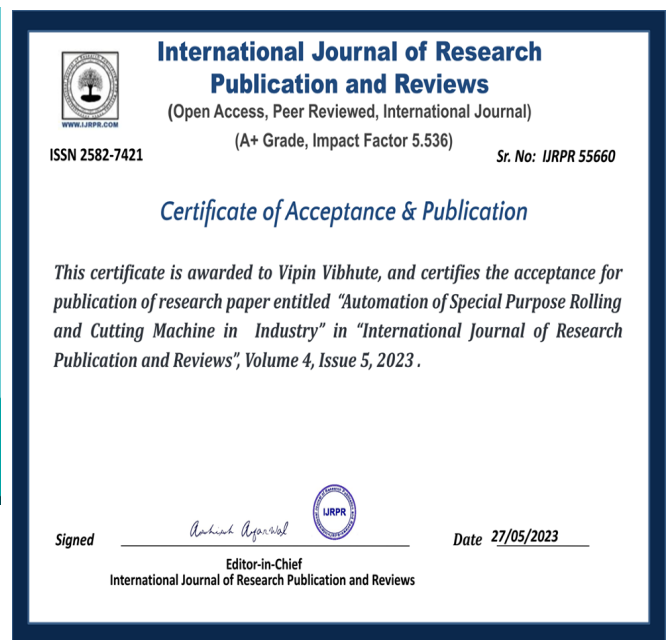 International Journal of Research
Publication and Reviews
(Open Access, Peer Reviewed, International Journal)
(A+ Grade, Impact Factor 5.536)
WWW.IJRPR.COM
ISSN 2582-7421
Sr. No: IJRPR 55660
Certificate of Acceptance & Publication
This certificate is awarded to Vipin Vibhute, and certifies the acceptance for
publication of research paper entitled “Automation of Special Purpose Rolling
and Cutting Machine in Industry” in “International Journal of Research
Publication and Reviews”, Volume 4, Issue 5, 2023 .
IJRPR
Signed
Date 27/05/2023
Editor-in-Chief
International Journal of Research Publication and Reviews